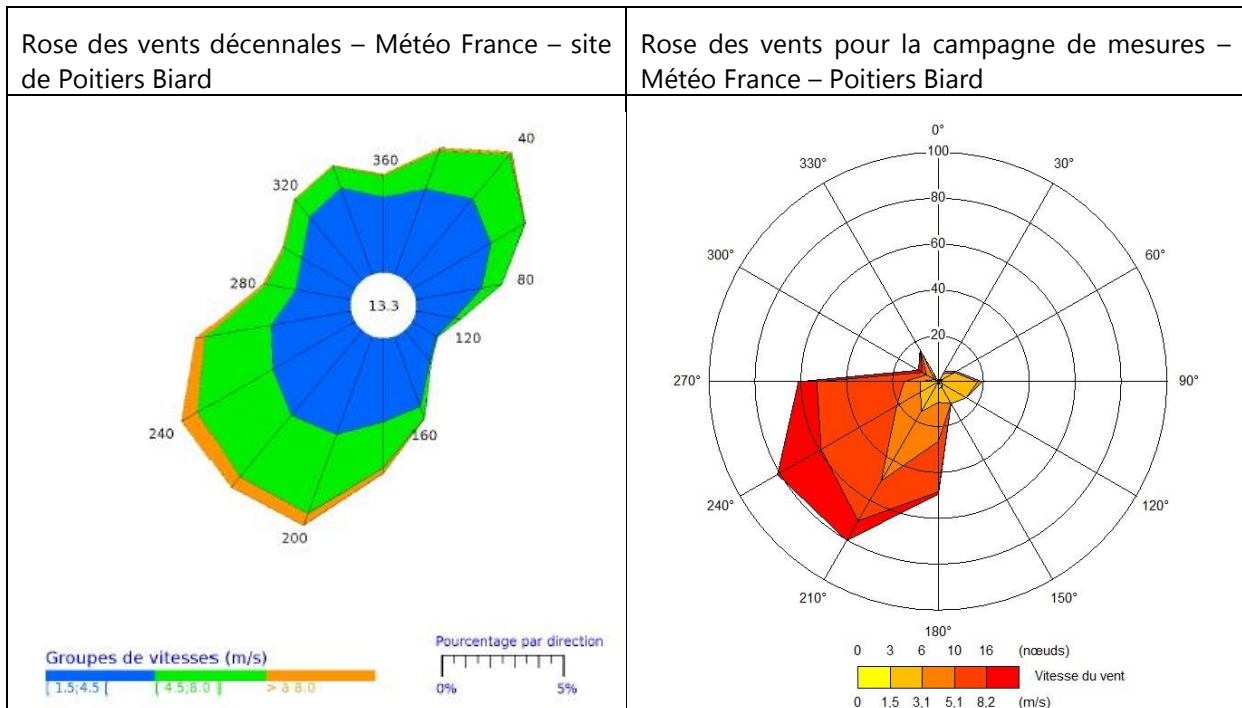 Rose des vents décennales – Météo France – site
de Poitiers Biard
Rose des vents pour la campagne de mesures –
Météo France – Poitiers Biard
40
360
320
280
13.3
80
120
240
160
200
Groupes de vitesses (m/s)
[ 1.5;4.5 [
[ 4.5;8.0 ]
> à 8.0
Pourcentage par direction
0%
5%
0°
100
330°
30°
80
60
300°
60°
40
20
270°
90°
240°
120°
210°
150°
180°
0 3 6 10 16 (nœuds)
Vitesse du vent
0 1,5 3,1 5,1 8,2 (m/s)